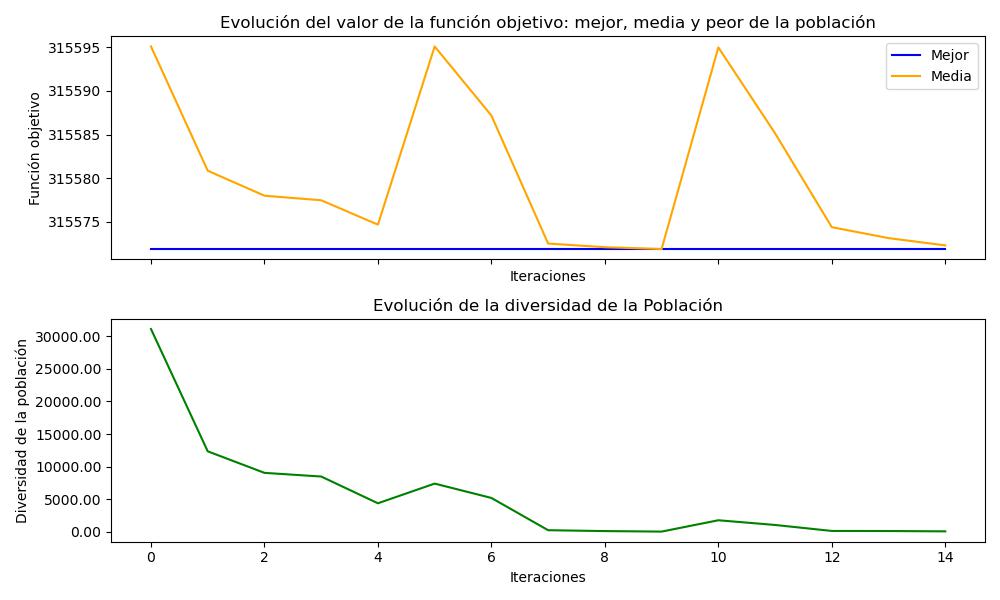 Evolución del valor de la función objetivo: mejor, media y peor de la población
Función objetivo
315595
315590
315585
315580
315575
Mejor
Media
Iteraciones
Evolución de la diversidad de la Población
Diversidad de la población
30000.00
25000.00
20000.00
15000.00
10000.00
5000.00
0.00
0 2 4 6 8 10 12 14
Iteraciones